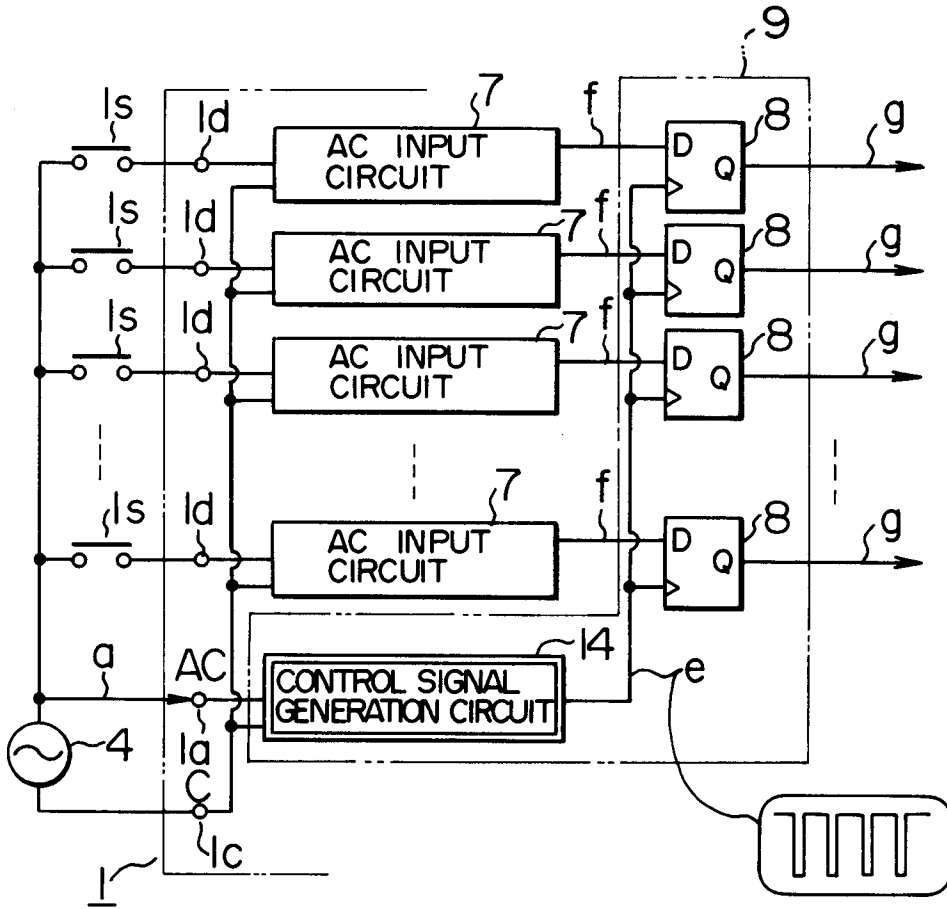 9
1s 1d 7 f 8 g
AC INPUT
CIRCUIT
D
Q
1s 1d 7 f 8 g
AC INPUT
CIRCUIT
D
Q
1s 1d 7 f 8 g
AC INPUT
CIRCUIT
D
Q
1s 1d 7 f 8 g
AC INPUT
CIRCUIT
D
Q
a AC 14 e
CONTROL SIGNAL
GENERATION CIRCUIT
4 1a
C
1c
1